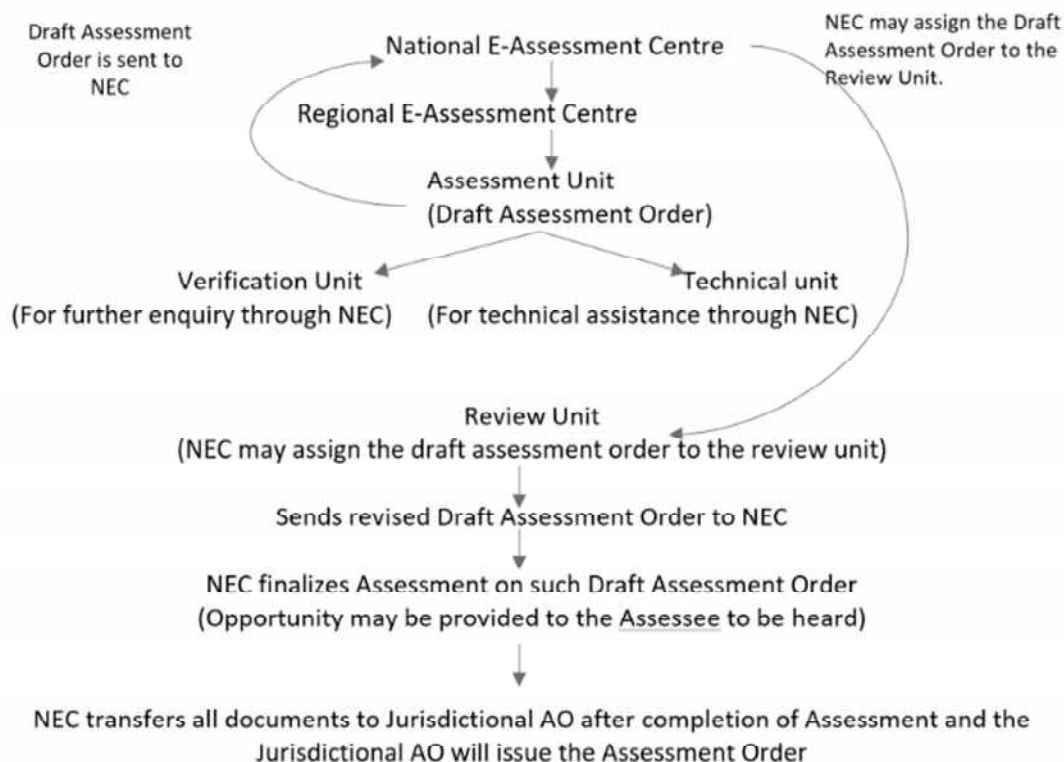 Draft Assessment
Order is sent to
NEC
National E-Assessment Centre
NEC may assign the Draft
Assessment Order to the
Review Unit.
Regional E-Assessment Centre
Assessment Unit
(Draft Assessment Order)
Verification Unit
(For further enquiry through NEC)
Technical unit
(For technical assistance through NEC)
Review Unit
(NEC may assign the draft assessment order to the review unit)
Sends revised Draft Assessment Order to NEC
NEC finalizes Assessment on such Draft Assessment Order
(Opportunity may be provided to the Assessee to be heard)
NEC transfers all documents to Jurisdictional AO after completion of Assessment and the
Jurisdictional AO will issue the Assessment Order